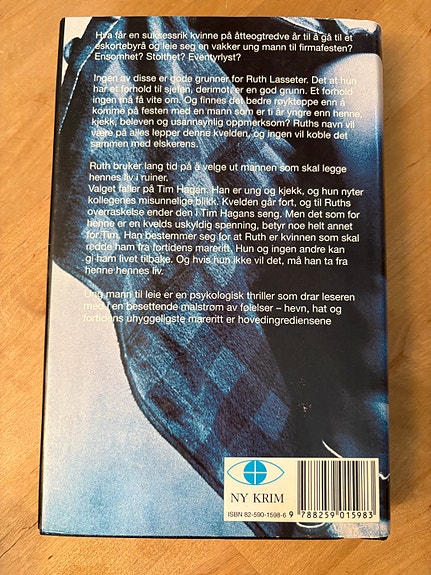 Hva får en suksessrik kvinne på åtteogtredve år til å gå til et
eskortebyrå og leie seg en vakker ung mann til firmafesten?
Ensomhet? Stolthet? Eventyrlyst?
Ingen av disse er gode grunner for Ruth Lasseter. Det at hun
har et forhold til sjefen, derimot, er en god grunn. Et forhold
ingen må få vite om. Og finnes det bedre røykteppe enn å
komme på festen med en mann som er ti år yngre enn henne,
kjekk, beleven og usannsynlig oppmerksom? Ruths navn vil
være på alles lepper denne kvelden, og ingen vil koble det
sammen med elskerens.
Ruth bruker lang tid på å velge ut mannen som skal legge
hennes liv i ruiner.
Valget faller på Tim Hagan. Han er ung og kjekk, og hun nyter
kollegenes misunnelige blikk. Kvelden går fort, og til Ruths
overraskelse ender den i Tim Hagans seng. Men det som for
henne er en kvelds uskyldig spenning, betyr noe helt annet
for Tim. Han bestemmer seg for at Ruth er kvinnen som skal
redde ham fra fortidens mareritt. Hun og ingen andre kan
gi ham livet tilbake. Og hvis hun ikke vil det, må han ta fra
henne hennes liv.
Ung mann til leie er en psykologisk thriller som drar leseren
med i en besettende malstrøm av følelser – hevn, hat og
fortidens uhyggeligste mareritt er hovedingrediensene
NY KRIM
ISBN 82-590-1598-6
9 788259 015983